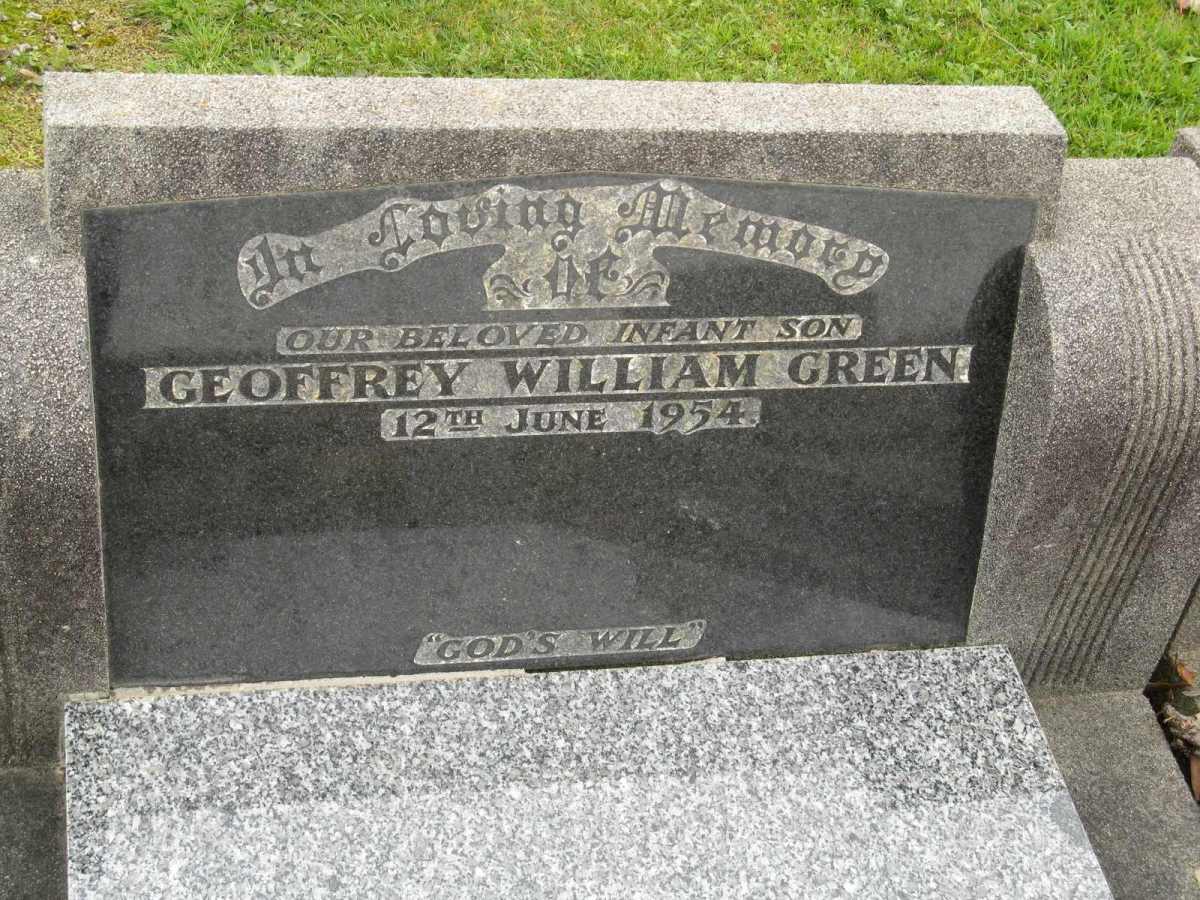 In Loving Memory
OF
OUR BELOVED INFANT SON
GEOFFREY WILLIAM GREEN
12TH JUNE 1954.
"GOD'S WILL"